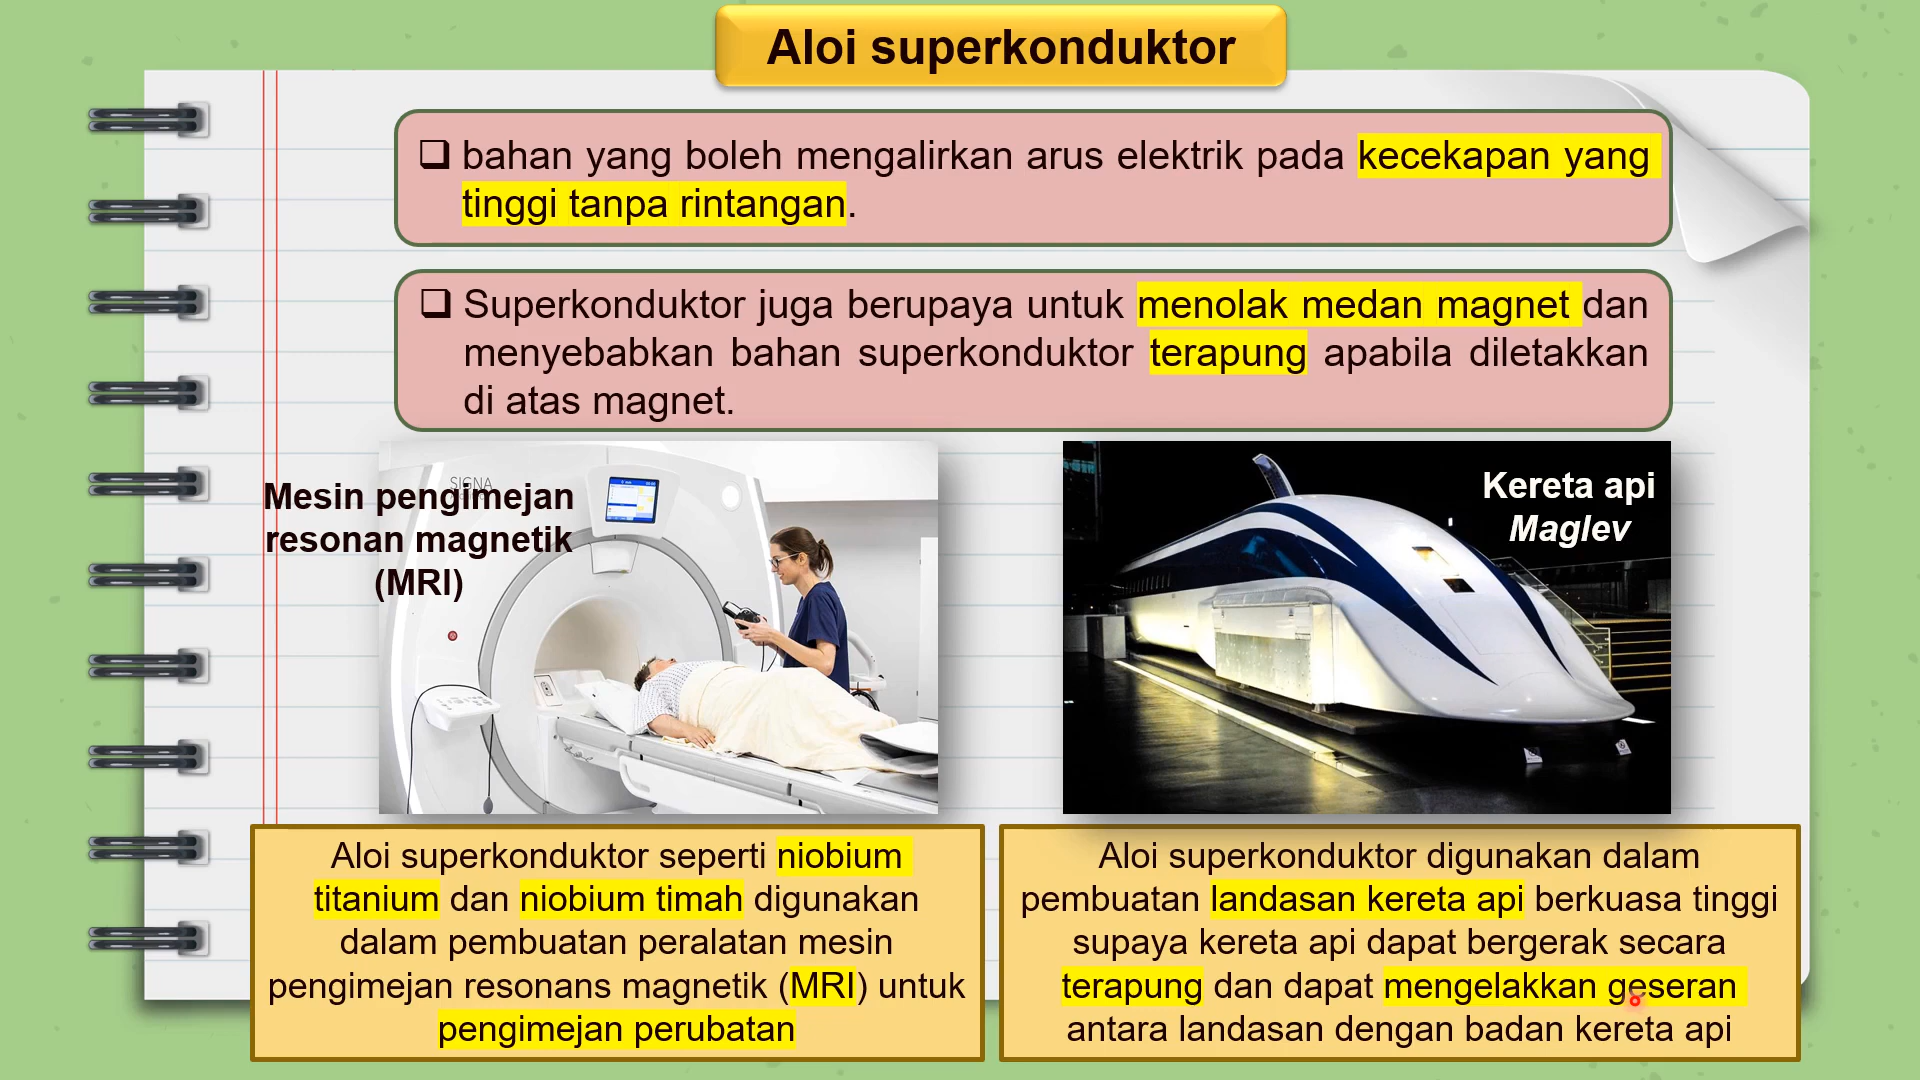 Aloi superkonduktor
bahan yang boleh mengalirkan arus elektrik pada kecekapan yang
tinggi tanpa rintangan.
Superkonduktor juga berupaya untuk menolak medan magnet dan
menyebabkan bahan superkonduktor terapung apabila diletakkan
di atas magnet.
SIGNA
Mesin pengimejan
resonan magnetik
(MRI)
Kereta api
Maglev
Aloi superkonduktor seperti niobium
titanium dan niobium timah digunakan
dalam pembuatan peralatan mesin
pengimejan resonans magnetik (MRI) untuk
pengimejan perubatan
Aloi superkonduktor digunakan dalam
pembuatan landasan kereta api berkuasa tinggi
supaya kereta api dapat bergerak secara
terapung dan dapat mengelakkan geseran
antara landasan dengan badan kereta api